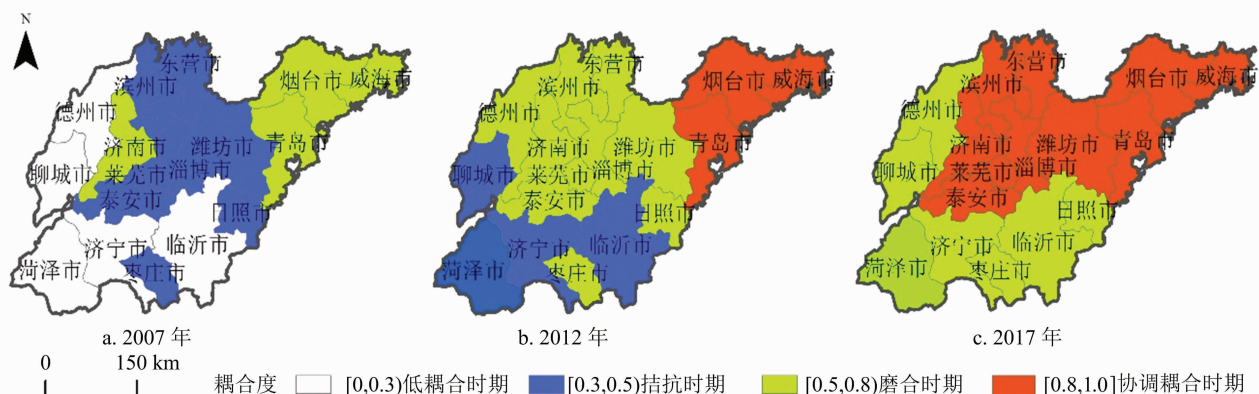 N
东营市
滨州市
烟台市
威海市
德州市
济南市
潍坊市
青岛市
聊城市
莱芜市
淄博市
泰安市
日照市
济宁市
临沂市
菏泽市
枣庄市
a. 2007 年
东营市
滨州市
烟台市
威海市
德州市
济南市
潍坊市
青岛市
聊城市
莱芜市
淄博市
泰安市
日照市
济宁市
临沂市
菏泽市
枣庄市
b. 2012 年
东营市
滨州市
烟台市
威海市
德州市
济南市
潍坊市
青岛市
聊城市
莱芜市
淄博市
泰安市
日照市
济宁市
临沂市
菏泽市
枣庄市
c. 2017 年
0 150 km
耦合度 [0,0.3)低耦合时期 [0.3,0.5)拮抗时期 [0.5,0.8)磨合时期 [0.8,1.0]协调耦合时期